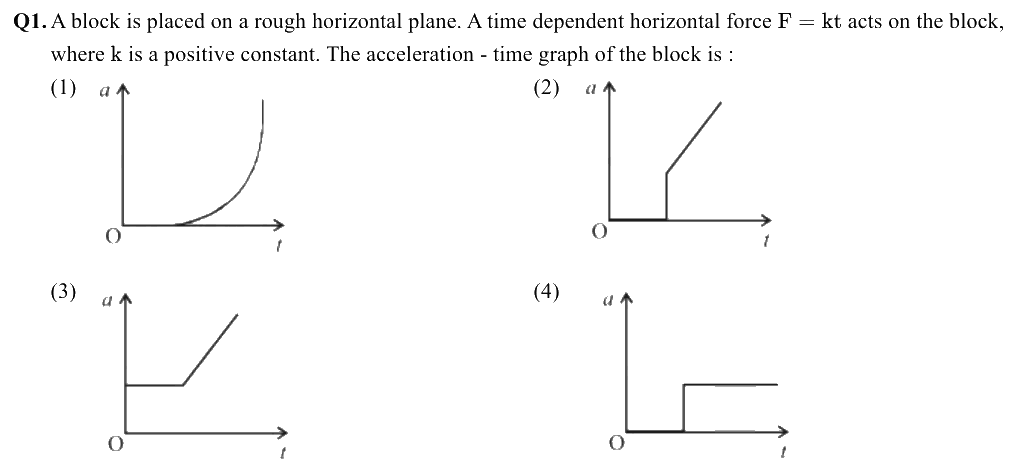 Q1. A block is placed on a rough horizontal plane. A time dependent horizontal force F = kt acts on the block,
where k is a positive constant. The acceleration - time graph of the block is :
(1) a
O
t
(2) a
O
t
(3) a
O
t
(4) a
O
t